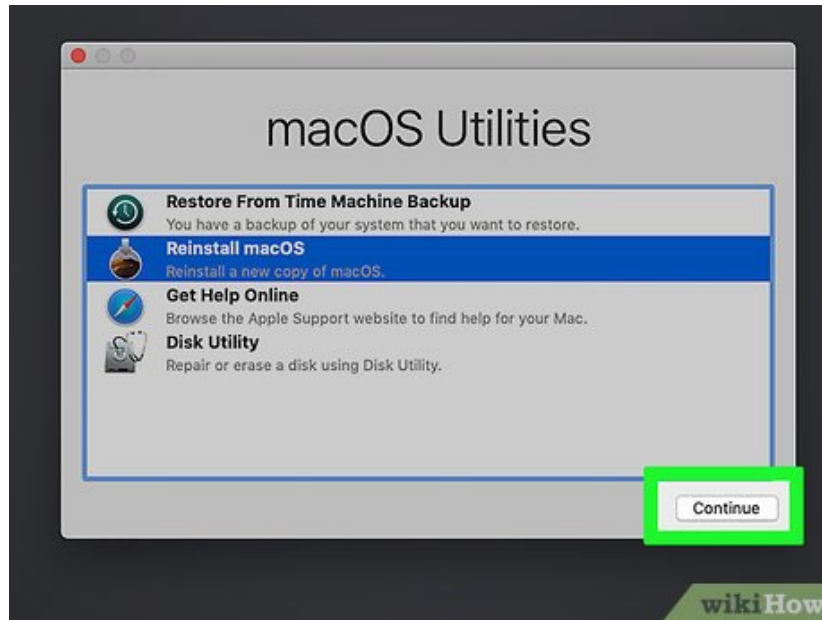 macOS Utilities
Restore From Time Machine Backup
You have a backup of your system that you want to restore.
Reinstall macOS
Reinstall a new copy of macOS.
Get Help Online
Browse the Apple Support website to find help for your Mac.
Disk Utility
Repair or erase a disk using Disk Utility.
Continue
wikiHow